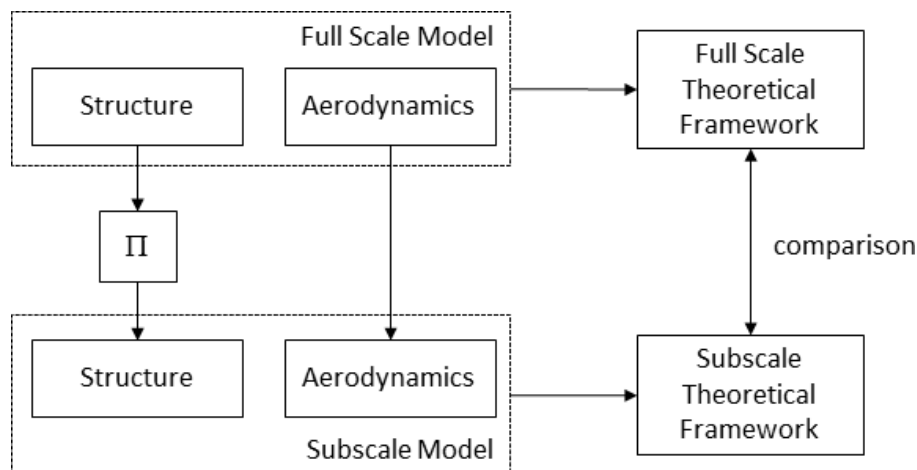 Full Scale Model
Structure
Aerodynamics
Full Scale
Theoretical
Framework
Π
comparison
Structure
Aerodynamics
Subscale Model
Subscale
Theoretical
Framework